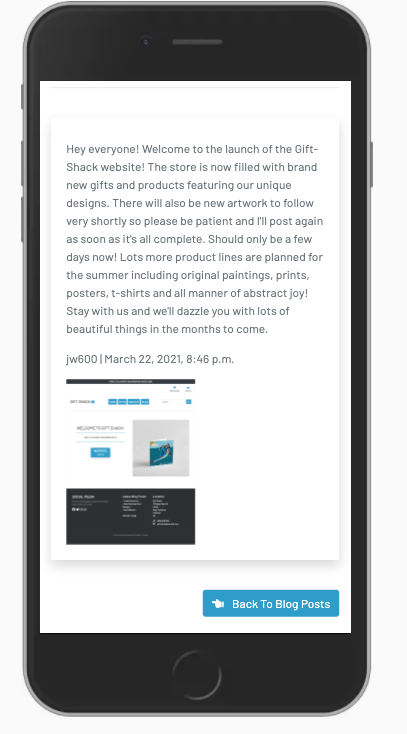 Hey everyone! Welcome to the launch of the Gift-
Shack website! The store is now filled with brand
new gifts and products featuring our unique
designs. There will also be new artwork to follow
very shortly so please be patient and I'll post again
as soon as it's all complete. Should only be a few
days now! Lots more product lines are planned for
the summer including original paintings, prints,
posters, t-shirts and all manner of abstract joy!
Stay with us and we'll dazzle you with lots of
beautiful things in the months to come.
jw600 | March 22, 2021, 8:46 p.m.
GIFT SHACK
WELCOME TO GIFT SHACK!
Back To Blog Posts